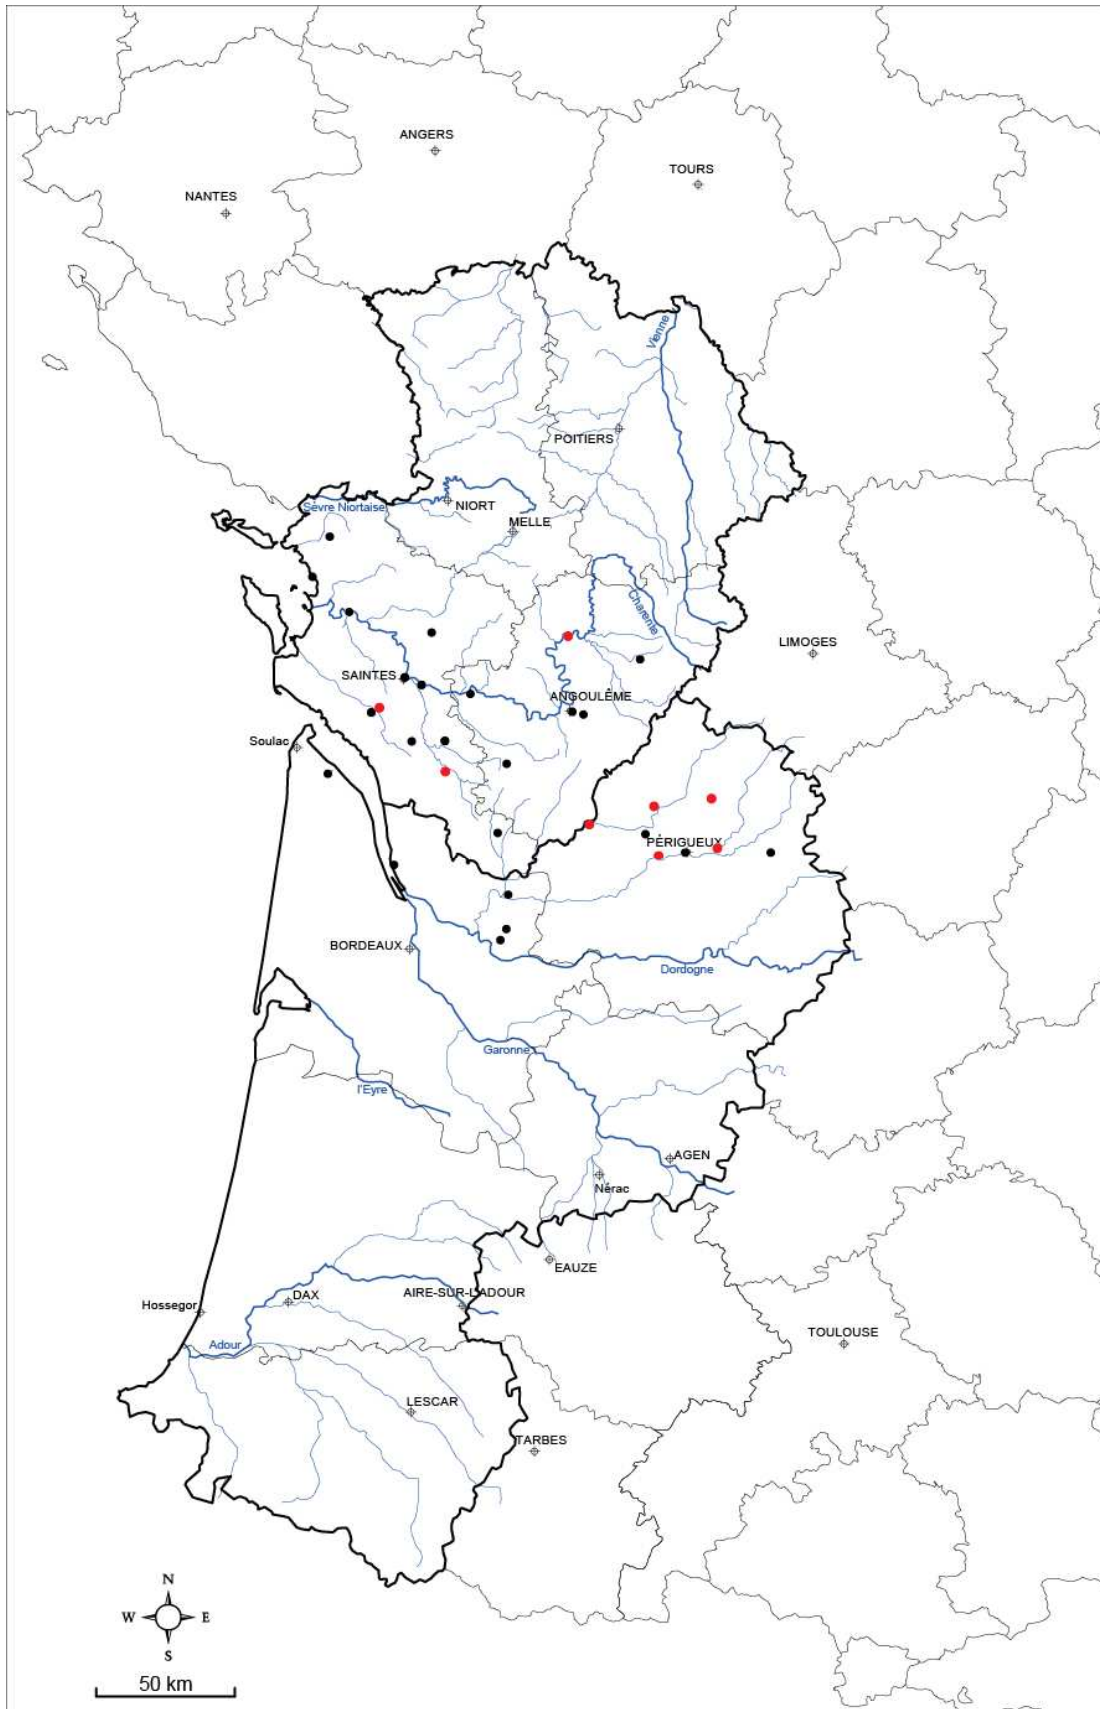 ANGERS
TOURS
NANTES
Vienne
POITIERS
Sèvre Niortaise
NIORT
MELLE
Charente
LIMOGES
SAINTES
ANGOULÊME
Soulac
PÉRIGUEUX
BORDEAUX
Dordogne
Garonne
l'Eyre
AGEN
Nérac
EAUZE
AIRE-SUR-L'ADOUR
DAX
Hossegor
TOULOUSE
Adour
LESCAR
TARBES
N
W E
S
50 km